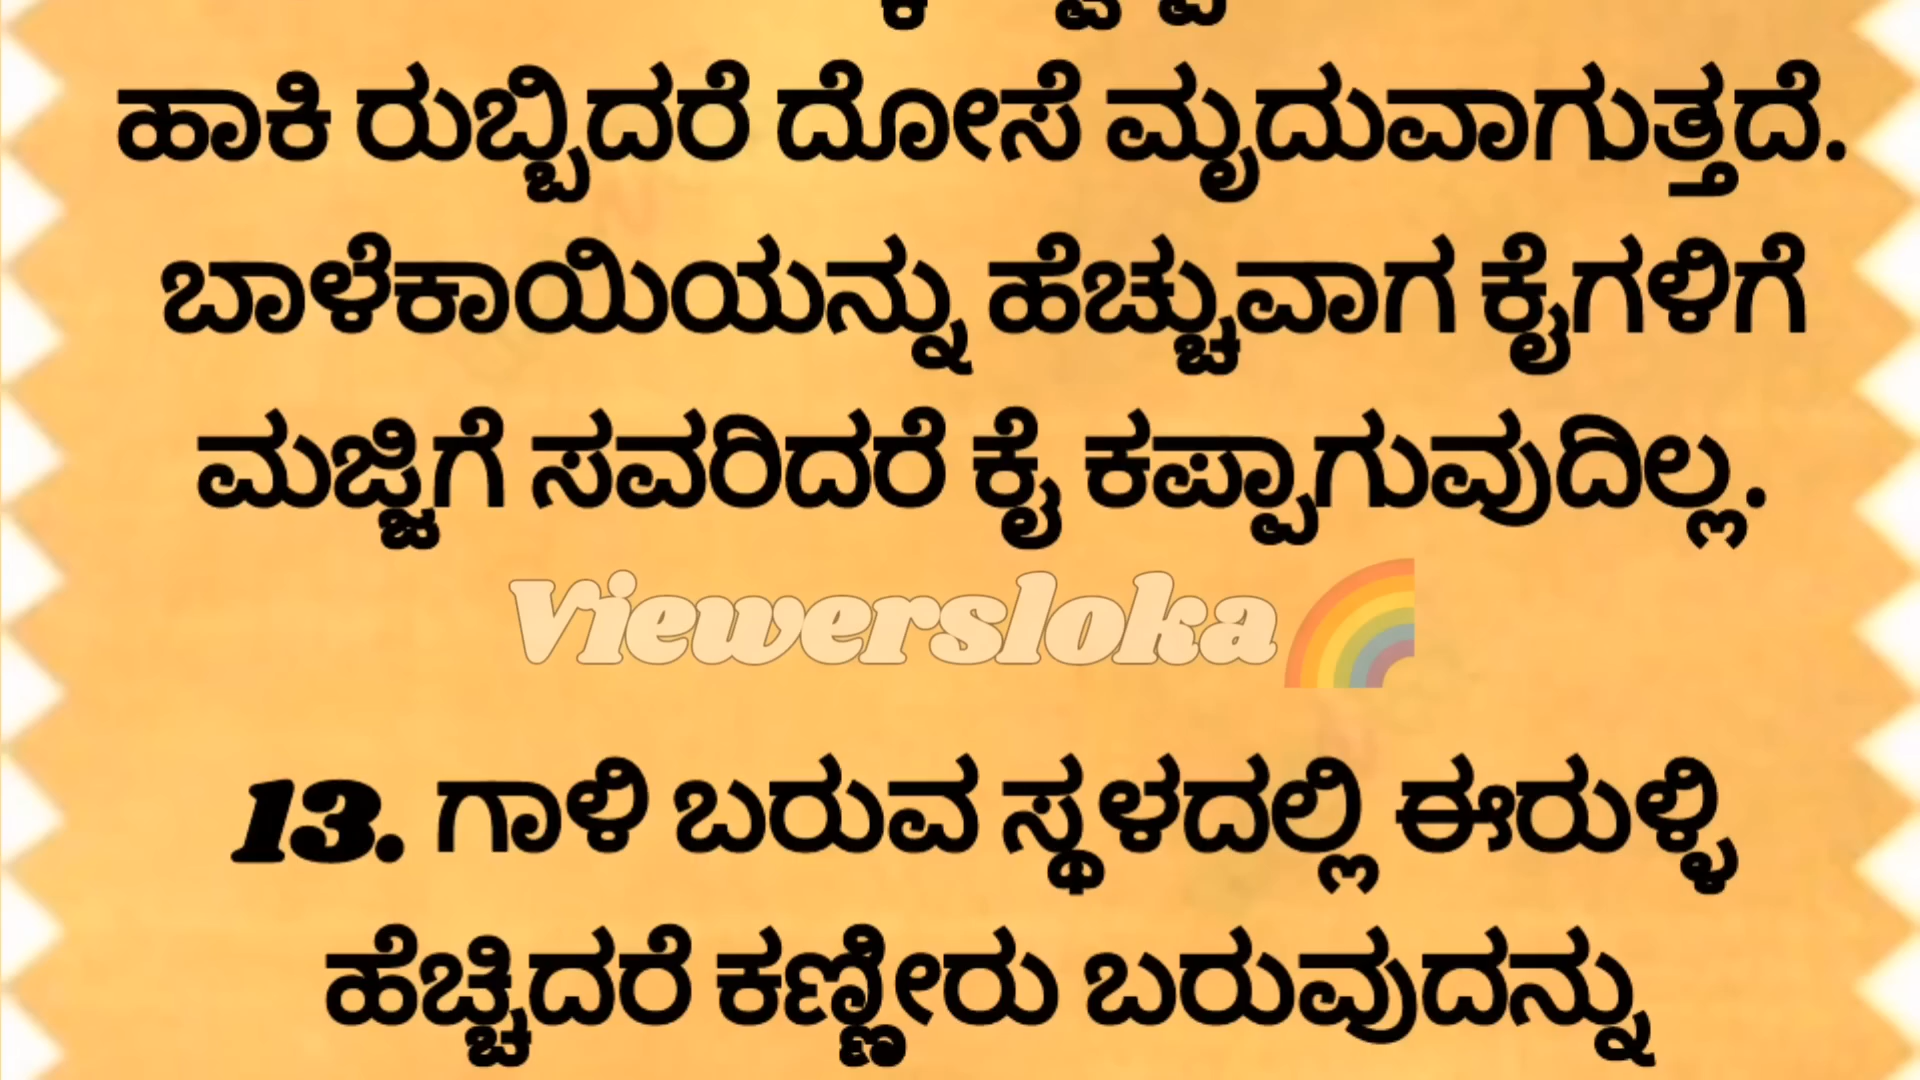 ಹಾಕಿ ರುಬ್ಬಿದರೆ ದೋಸೆ ಮೃದುವಾಗುತ್ತದೆ.
ಬಾಳೆಕಾಯಿಯನ್ನು ಹೆಚ್ಚುವಾಗ ಕೈಗಳಿಗೆ
ಮಜ್ಜಿಗೆ ಸವರಿದರೆ ಕೈ ಕಪ್ಪಾಗುವುದಿಲ್ಲ.
Viewersloka
13. ಗಾಳಿ ಬರುವ ಸ್ಥಳದಲ್ಲಿ ಈರುಳ್ಳಿ
ಹೆಚ್ಚಿದರೆ ಕಣ್ಣೀರು ಬರುವುದನ್ನು